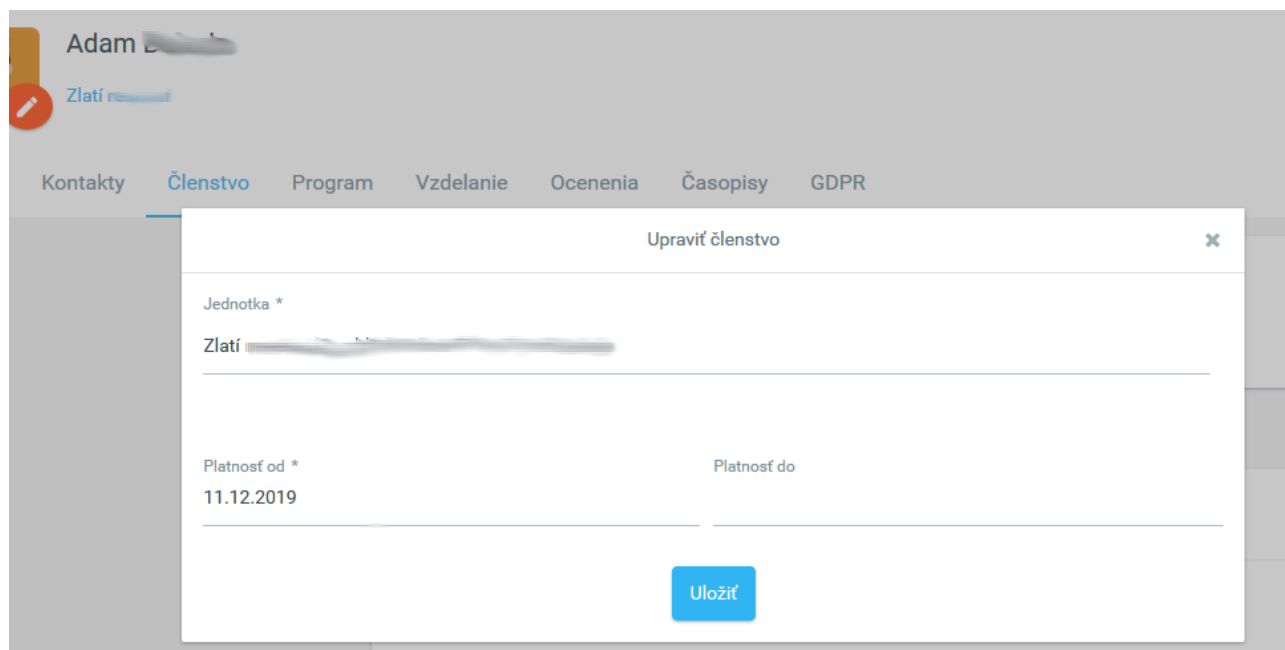 Adam
Zlatí
Kontakty Členstvo Program Vzdelanie Ocenenia Časopisy GDPR
Upraviť členstvo
Jednotka *
Zlatí
Platnosť od * Platnosť do
11.12.2019
Uložiť